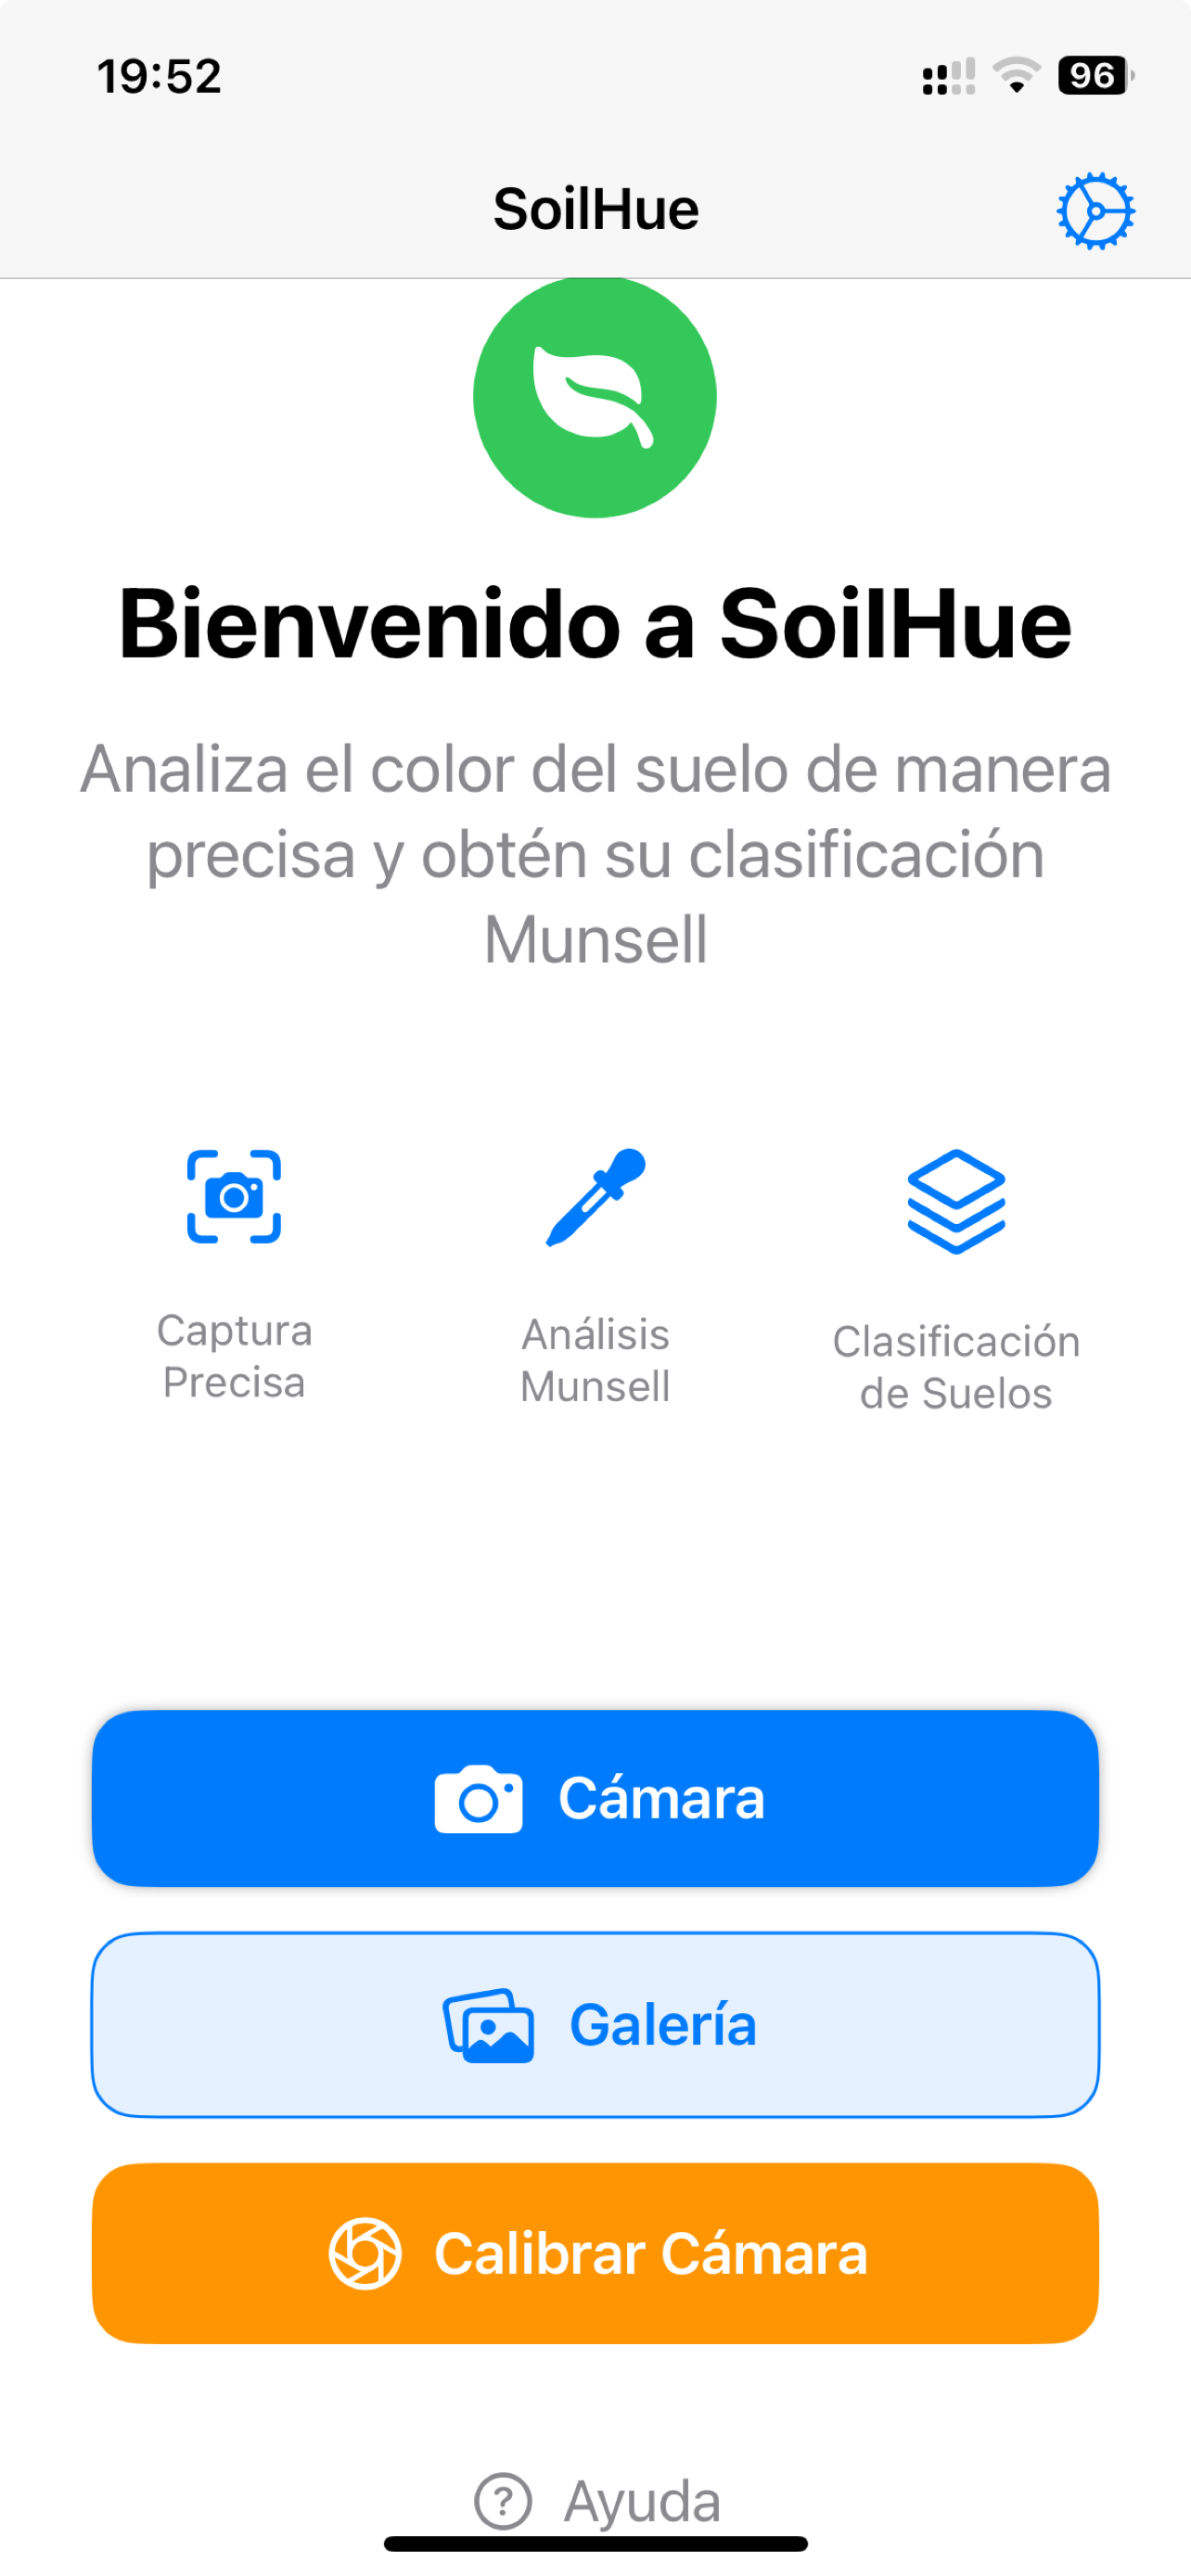 19:52
96
SoilHue
Bienvenido a SoilHue
Analiza el color del suelo de manera
precisa y obtén su clasificación
Munsell
Captura
Precisa
Análisis
Munsell
Clasificación
de Suelos
Cámara
Galería
Calibrar Cámara
? Ayuda